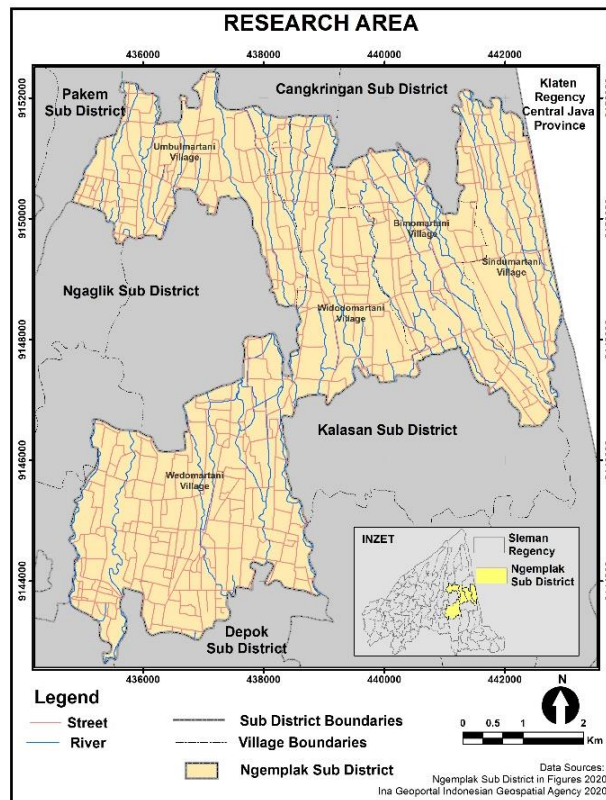 RESEARCH AREA
436000 438000 440000 442000
Pakem
Sub District
Cangkringan Sub District
Klaten
Regency
Central Java
Province
9152000
Umbulmartani
Village
9150000
Bimomartani
Village
Sindumartani
Village
Ngaglik Sub District
Widodomartani
Village
9148000
Kalasan Sub District
9146000
Wedomartani
Village
INZET
Sleman
Regency
Ngemplak
Sub District
9144000
Depok
Sub District
436000 438000 440000 442000
Legend
Street
River
Sub District Boundaries
Village Boundaries
Ngemplak Sub District
N
0 0.5 1 2
Km
Data Sources:
Ngemplak Sub District in Figures 2020
Ina Geoportal Indonesian Geospatial Agency 2020